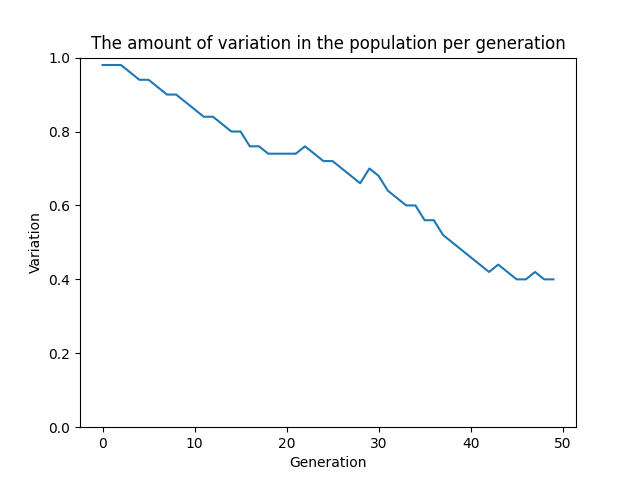 The amount of variation in the population per generation
1.0
0.8
0.6
0.4
0.2
0.0
Variation
0 10 20 30 40 50
Generation